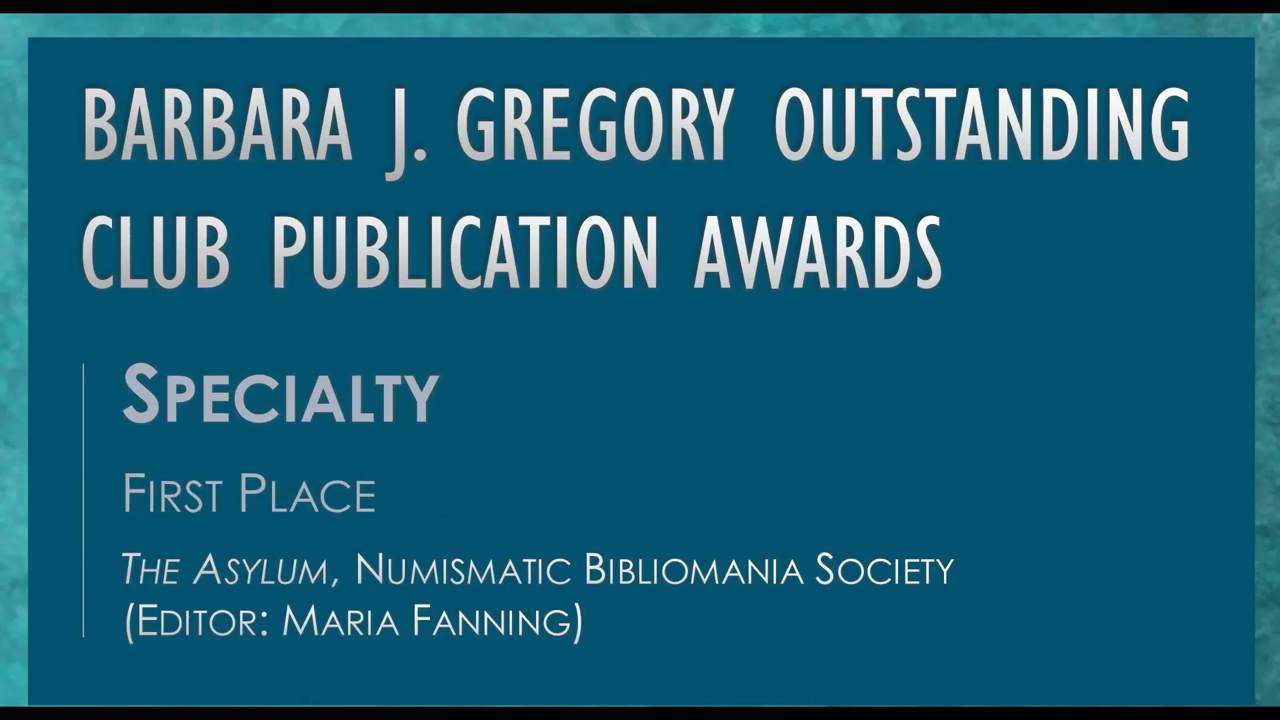 BARBARA J. GREGORY OUTSTANDING
CLUB PUBLICATION AWARDS
SPECIALTY
FIRST PLACE
THE ASYLUM, NUMISMATIC BIBLIOMANIA SOCIETY
(EDITOR: MARIA FANNING)